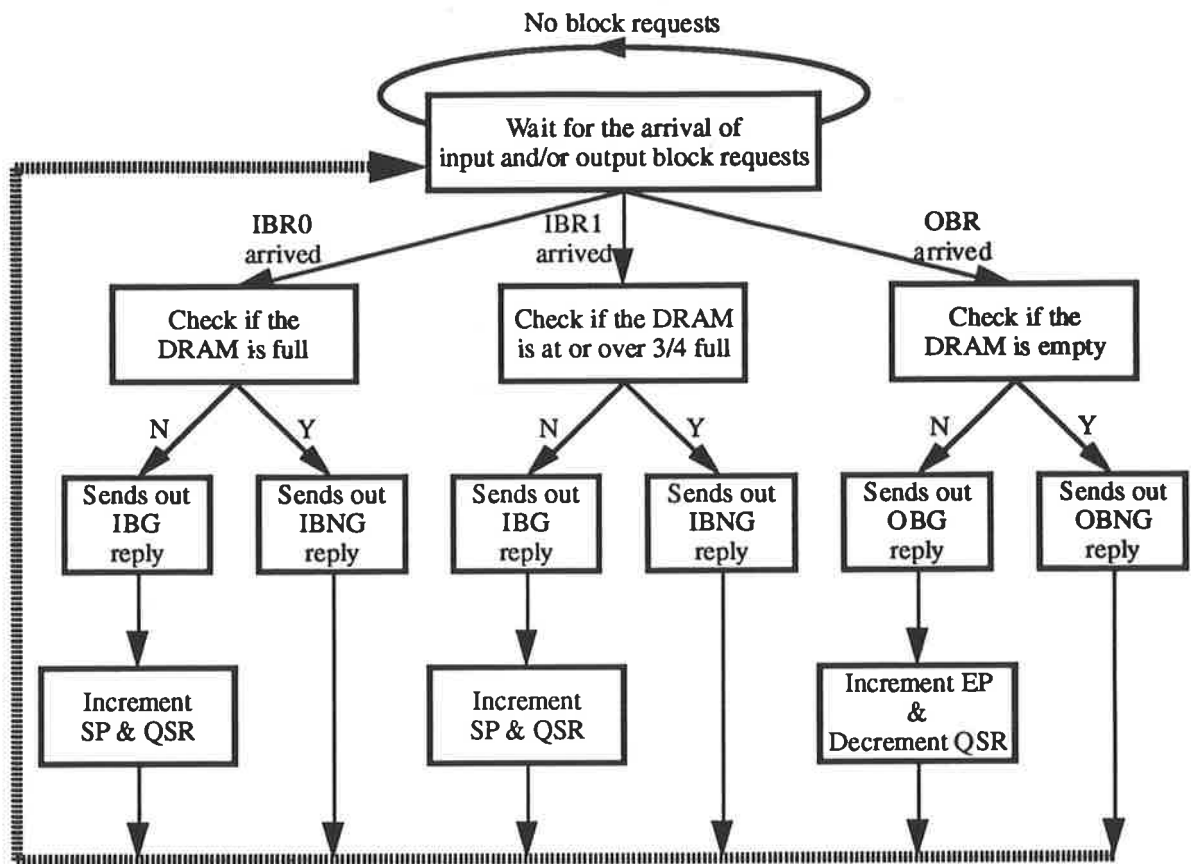 No block requests
Wait for the arrival of
input and/or output block requests
IBR0
arrived
IBR1
arrived
OBR
arrived
Check if the
DRAM is full
Check if the DRAM
is at or over 3/4 full
Check if the
DRAM is empty
N
Y
N
Y
N
Y
Sends out
IBG
reply
Sends out
IBNG
reply
Sends out
IBG
reply
Sends out
IBNG
reply
Sends out
OBG
reply
Sends out
OBNG
reply
Increment
SP & QSR
Increment
SP & QSR
Increment EP
&
Decrement QSR